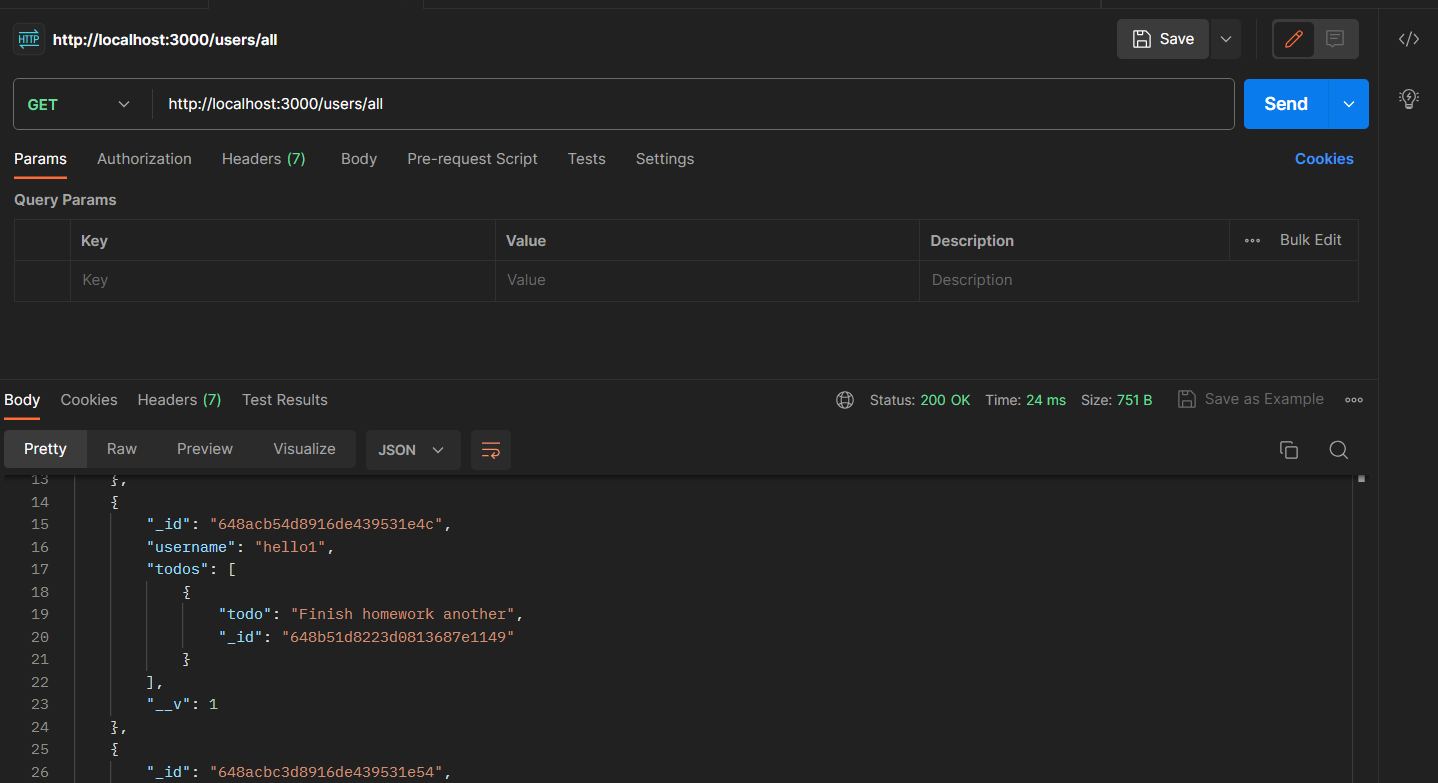 HTTP http://localhost:3000/users/all Save
GET http://localhost:3000/users/all Send
Params Authorization Headers (7) Body Pre-request Script Tests Settings Cookies
Query Params
Key Value Description Bulk Edit
Key Value Description
Body Cookies Headers (7) Test Results Status: 200 OK Time: 24 ms Size: 751 B Save as Example
Pretty Raw Preview Visualize JSON
13 },
14 {
15 "_id": "648acb54d8916de439531e4c",
16 "username": "hello1",
17 "todos": [
18 {
19 "todo": "Finish homework another",
20 "_id": "648b51d8223d0813687e1149"
21 }
22 ],
23 "__v": 1
24 },
25 {
26 "_id": "648acbc3d8916de439531e54",